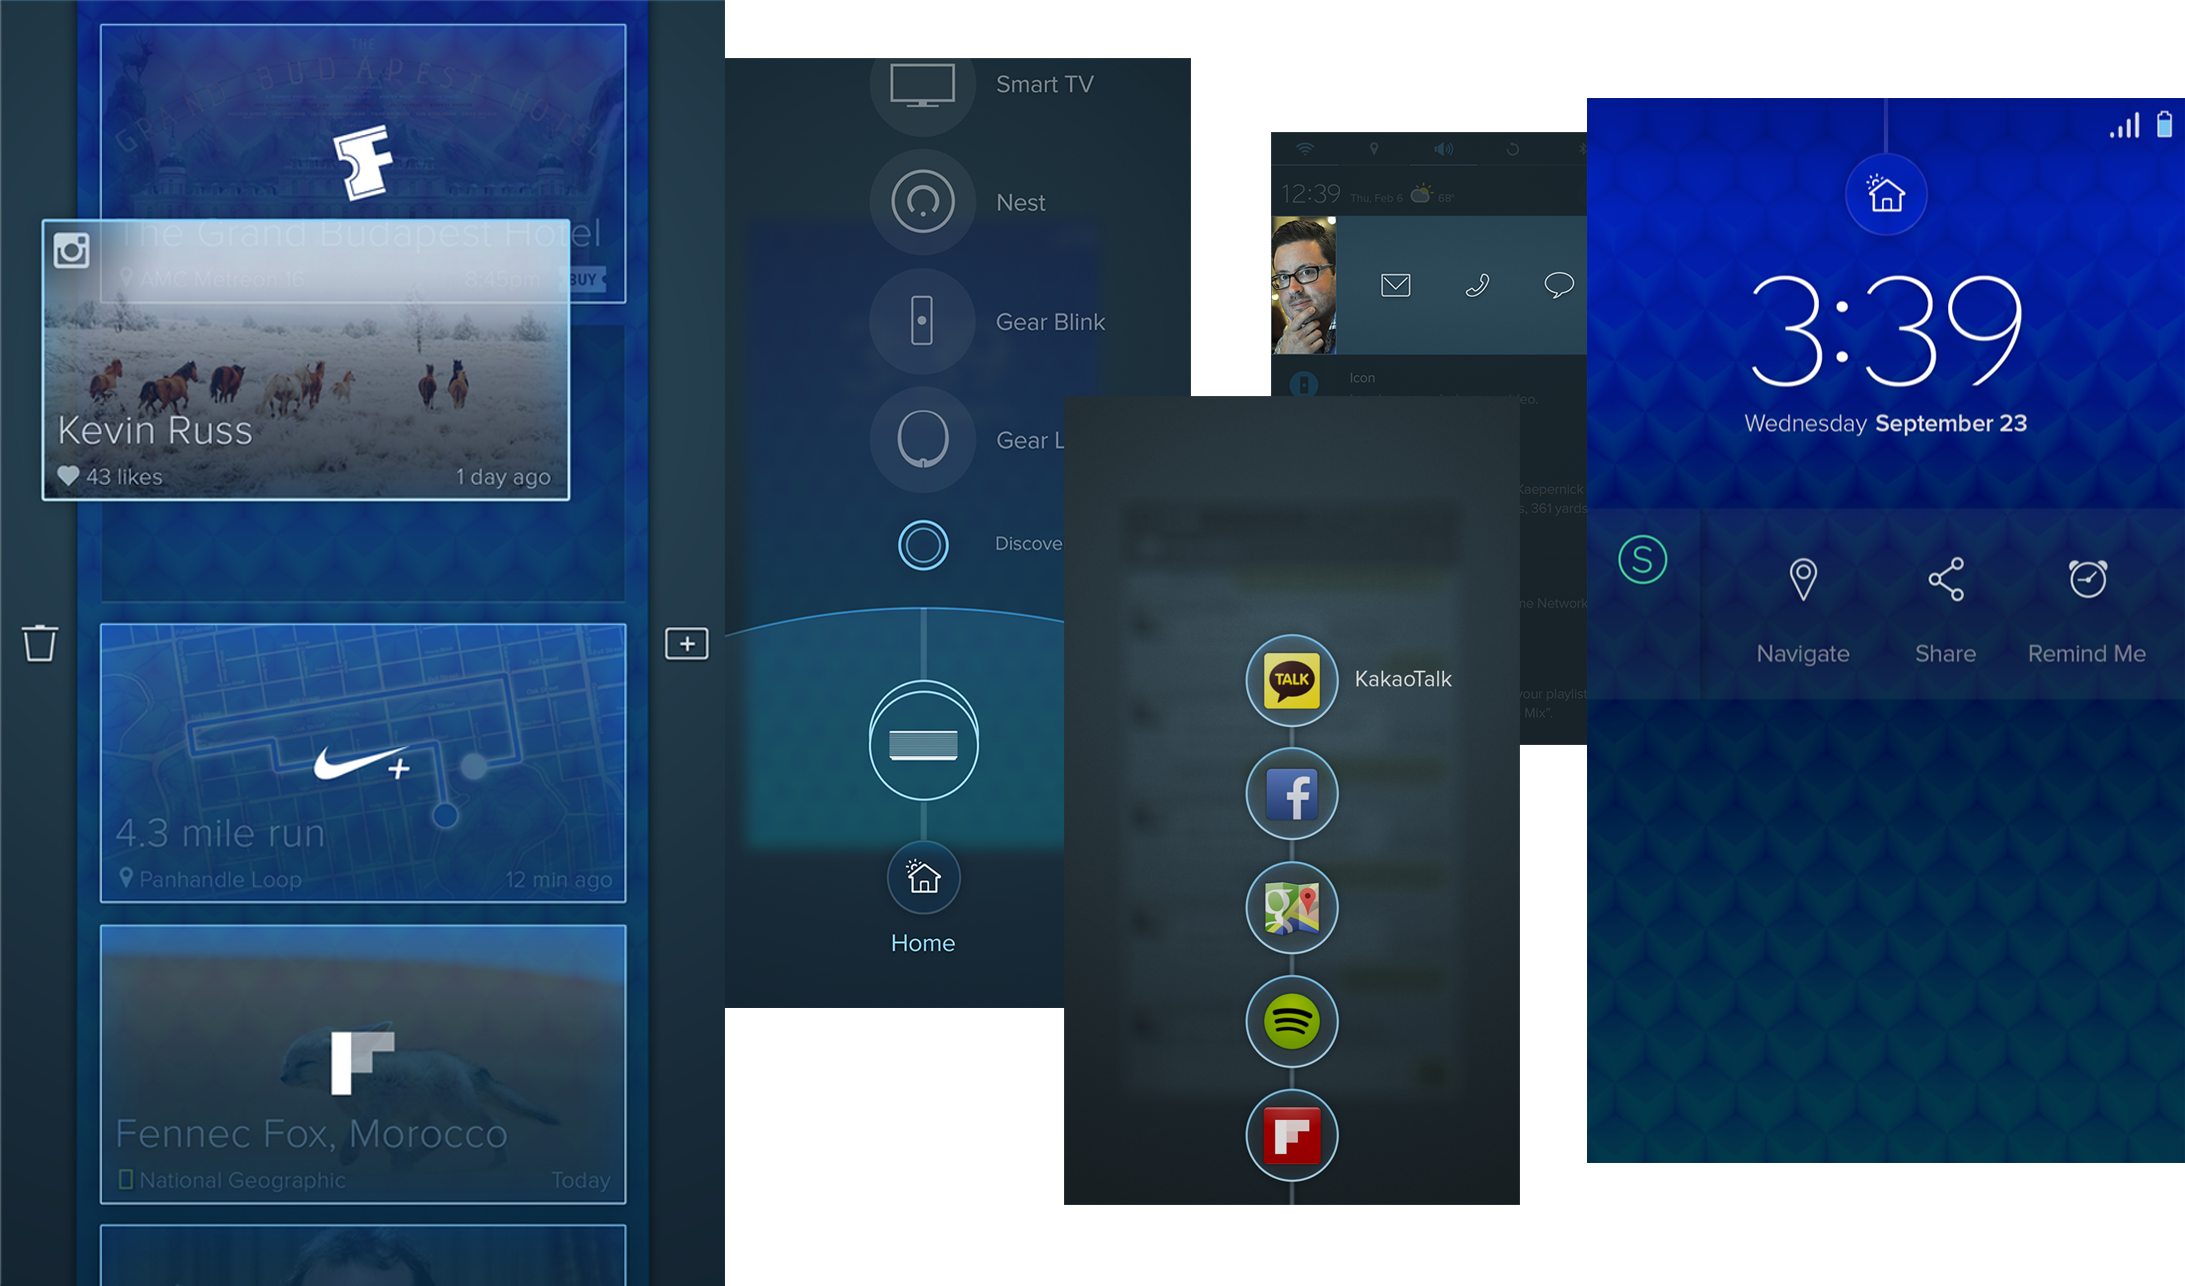 THE
GRAND BUDAPEST HOTEL
The Grand Budapest Hotel
AMC Metreon 16
8:45pm
BUY
Kevin Russ
43 likes
1 day ago
4.3 mile run
Panhandle Loop
12 min ago
Fennec Fox, Morocco
National Geographic
Today
Smart TV
Nest
Gear Blink
Gear L
Discove
Home
TALK
KakaoTalk
12:39
Thu, Feb 6
68°
Icon
Kaepernick
s, 361 yards
me Network
your playlist
Mix".
3:39
Wednesday September 23
S
Navigate
Share
Remind Me